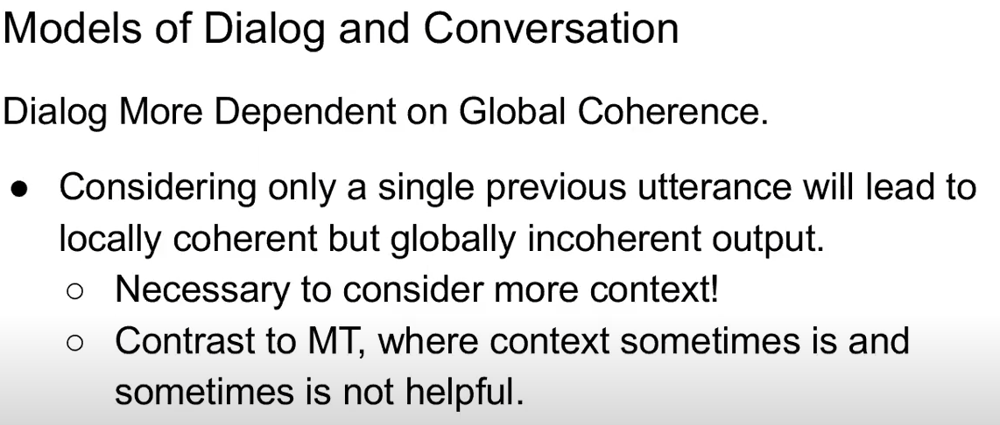 Models of Dialog and Conversation
Dialog More Dependent on Global Coherence.
● Considering only a single previous utterance will lead to
locally coherent but globally incoherent output.
○ Necessary to consider more context!
○ Contrast to MT, where context sometimes is and
sometimes is not helpful.